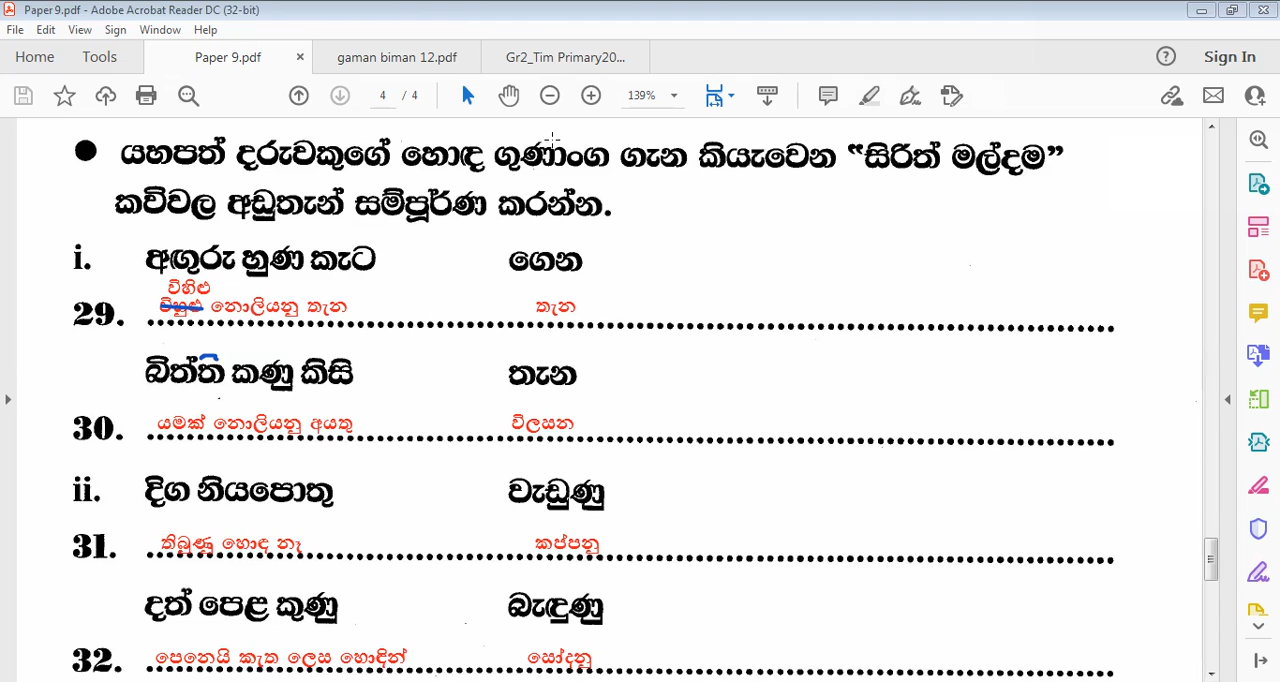 Paper 9.pdf - Adobe Acrobat Reader DC (32-bit)
File Edit View Sign Window Help
Home Tools Paper 9.pdf × gaman biman 12.pdf Gr2_Tim Primary20... Sign In
4 / 4 139%
● යහපත් දරුවකුගේ හොඳ ගුණාංග ගැන කියැවෙන “සිරිත් මල්දම”
කවිවල අඩුතැන් සම්පූර්ණ කරන්න.
i. අඟුරු හුණ කැට ගෙන
විහිළු
29. විහුළු නොලියනු තැන තැන
බිත්ති කණු කිසි තැන
30. යමක් නොලියනු අයතු විලසන
ii. දිග නියපොතු වැඩුණු
31. තිබුණු හොඳ නෑ කප්පනු
දත් පෙළ කුණු බැඳුණු
32. පෙනෙයි කැත ලෙස හොඳින් සෝදනු